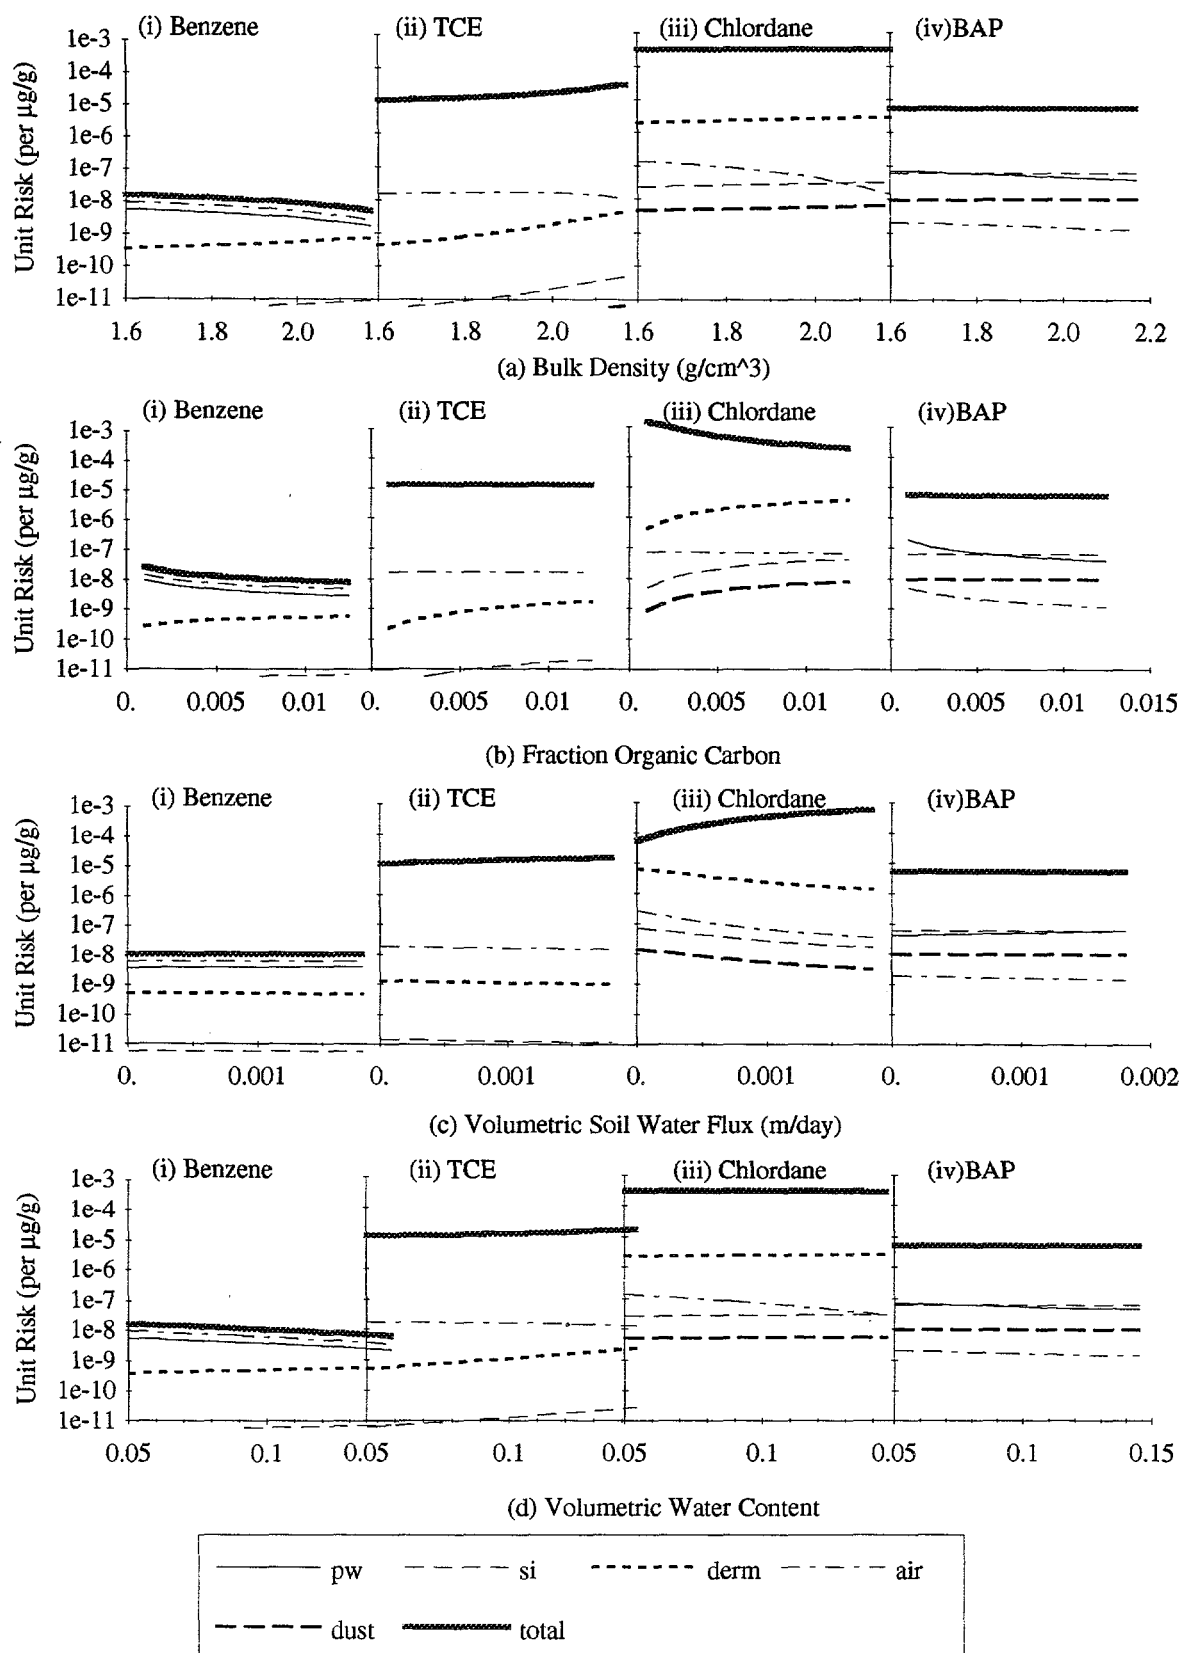 (i) Benzene (ii) TCE (iii) Chlordane (iv)BAP
Unit Risk (per µg/g)
1e-3
1e-4
1e-5
1e-6
1e-7
1e-8
1e-9
1e-10
1e-11
1.6 1.8 2.0 1.6 1.8 2.0 1.6 1.8 2.0 1.6 1.8 2.0 2.2
(a) Bulk Density (g/cm^3)
(i) Benzene (ii) TCE (iii) Chlordane (iv)BAP
Unit Risk (per µg/g)
1e-3
1e-4
1e-5
1e-6
1e-7
1e-8
1e-9
1e-10
1e-11
0. 0.005 0.01 0. 0.005 0.01 0. 0.005 0.01 0. 0.005 0.01 0.015
(b) Fraction Organic Carbon
(i) Benzene (ii) TCE (iii) Chlordane (iv)BAP
Unit Risk (per µg/g)
1e-3
1e-4
1e-5
1e-6
1e-7
1e-8
1e-9
1e-10
1e-11
0. 0.001 0. 0.001 0. 0.001 0. 0.001 0.002
(c) Volumetric Soil Water Flux (m/day)
(i) Benzene (ii) TCE (iii) Chlordane (iv)BAP
Unit Risk (per µg/g)
1e-3
1e-4
1e-5
1e-6
1e-7
1e-8
1e-9
1e-10
1e-11
0.05 0.1 0.05 0.1 0.05 0.1 0.05 0.1 0.15
(d) Volumetric Water Content
pw si derm air
dust total